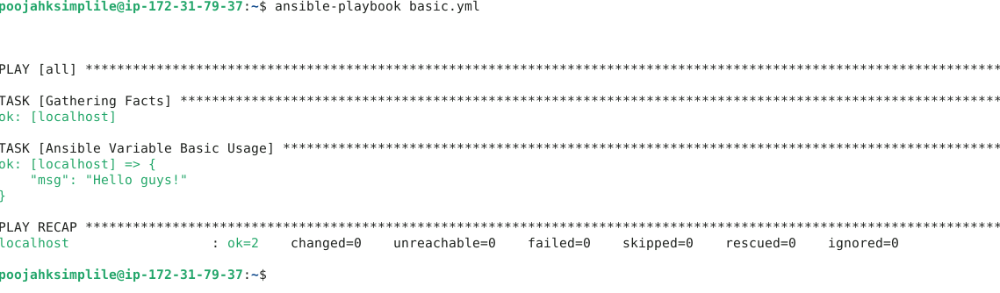 poojahksimplile@ip-172-31-79-37:~$ ansible-playbook basic.yml
PLAY [all] *********************************************************************************************************************
TASK [Gathering Facts] ********************************************************************************************************
ok: [localhost]
TASK [Ansible Variable Basic Usage] *******************************************************************************************
ok: [localhost] => {
    "msg": "Hello guys!"
}
PLAY RECAP *********************************************************************************************************************
localhost                  : ok=2    changed=0    unreachable=0    failed=0    skipped=0    rescued=0    ignored=0
poojahksimplile@ip-172-31-79-37:~$